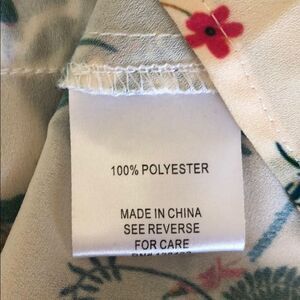 100% POLYESTER
MADE IN CHINA
SEE REVERSE
FOR CARE